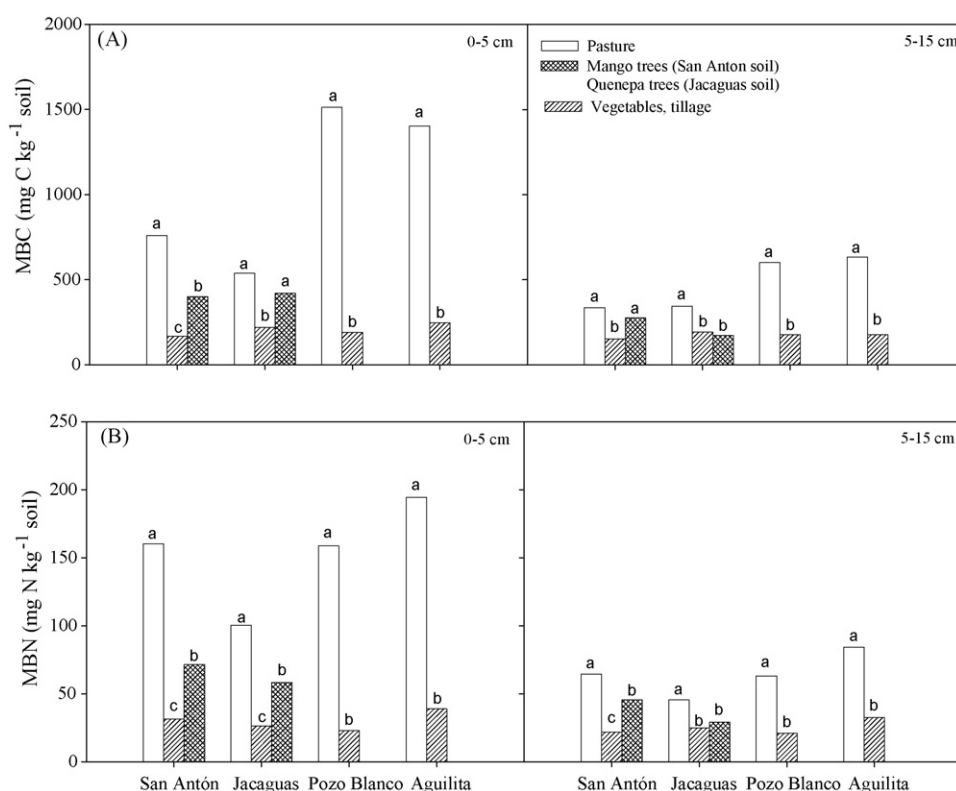 (A)
0-5 cm
5-15 cm
Pasture
Mango trees (San Anton soil)
Quenepa trees (Jacaguas soil)
Vegetables, tillage
MBC (mg C kg-1 soil)
2000
1500
1000
500
0
a
c
b
a
b
a
a
b
a
b
a
b
a
a
b
b
a
b
a
b
(B)
0-5 cm
5-15 cm
MBN (mg N kg-1 soil)
250
200
150
100
50
0
a
c
b
a
c
b
a
b
a
b
a
c
b
a
b
b
a
b
a
b
San Antón Jacaguas Pozo Blanco Aguilita
San Antón Jacaguas Pozo Blanco Aguilita